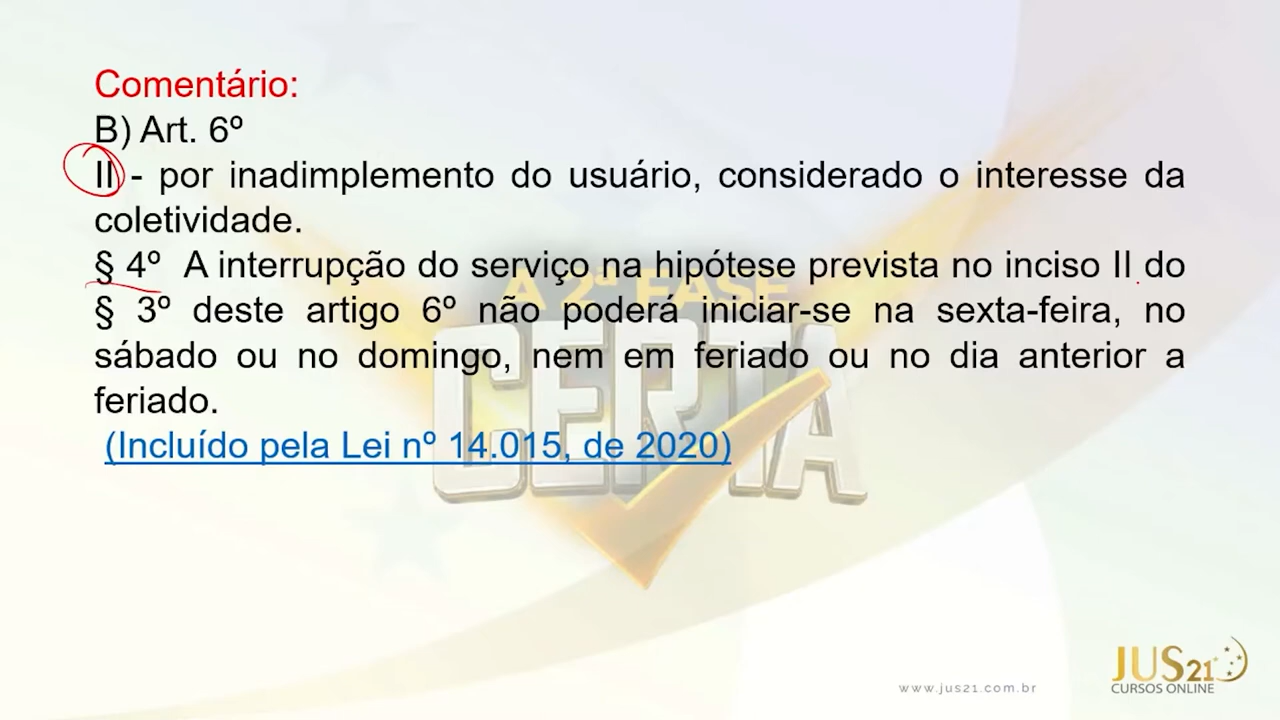 Comentário:
B) Art. 6º
II - por inadimplemento do usuário, considerado o interesse da
coletividade.
§ 4º A interrupção do serviço na hipótese prevista no inciso II do
§ 3º deste artigo 6º não poderá iniciar-se na sexta-feira, no
sábado ou no domingo, nem em feriado ou no dia anterior a
feriado.
(Incluído pela Lei nº 14.015, de 2020)
A 2ª FASE
CERTA
www.jus21.com.br
JUS21
CURSOS ONLINE